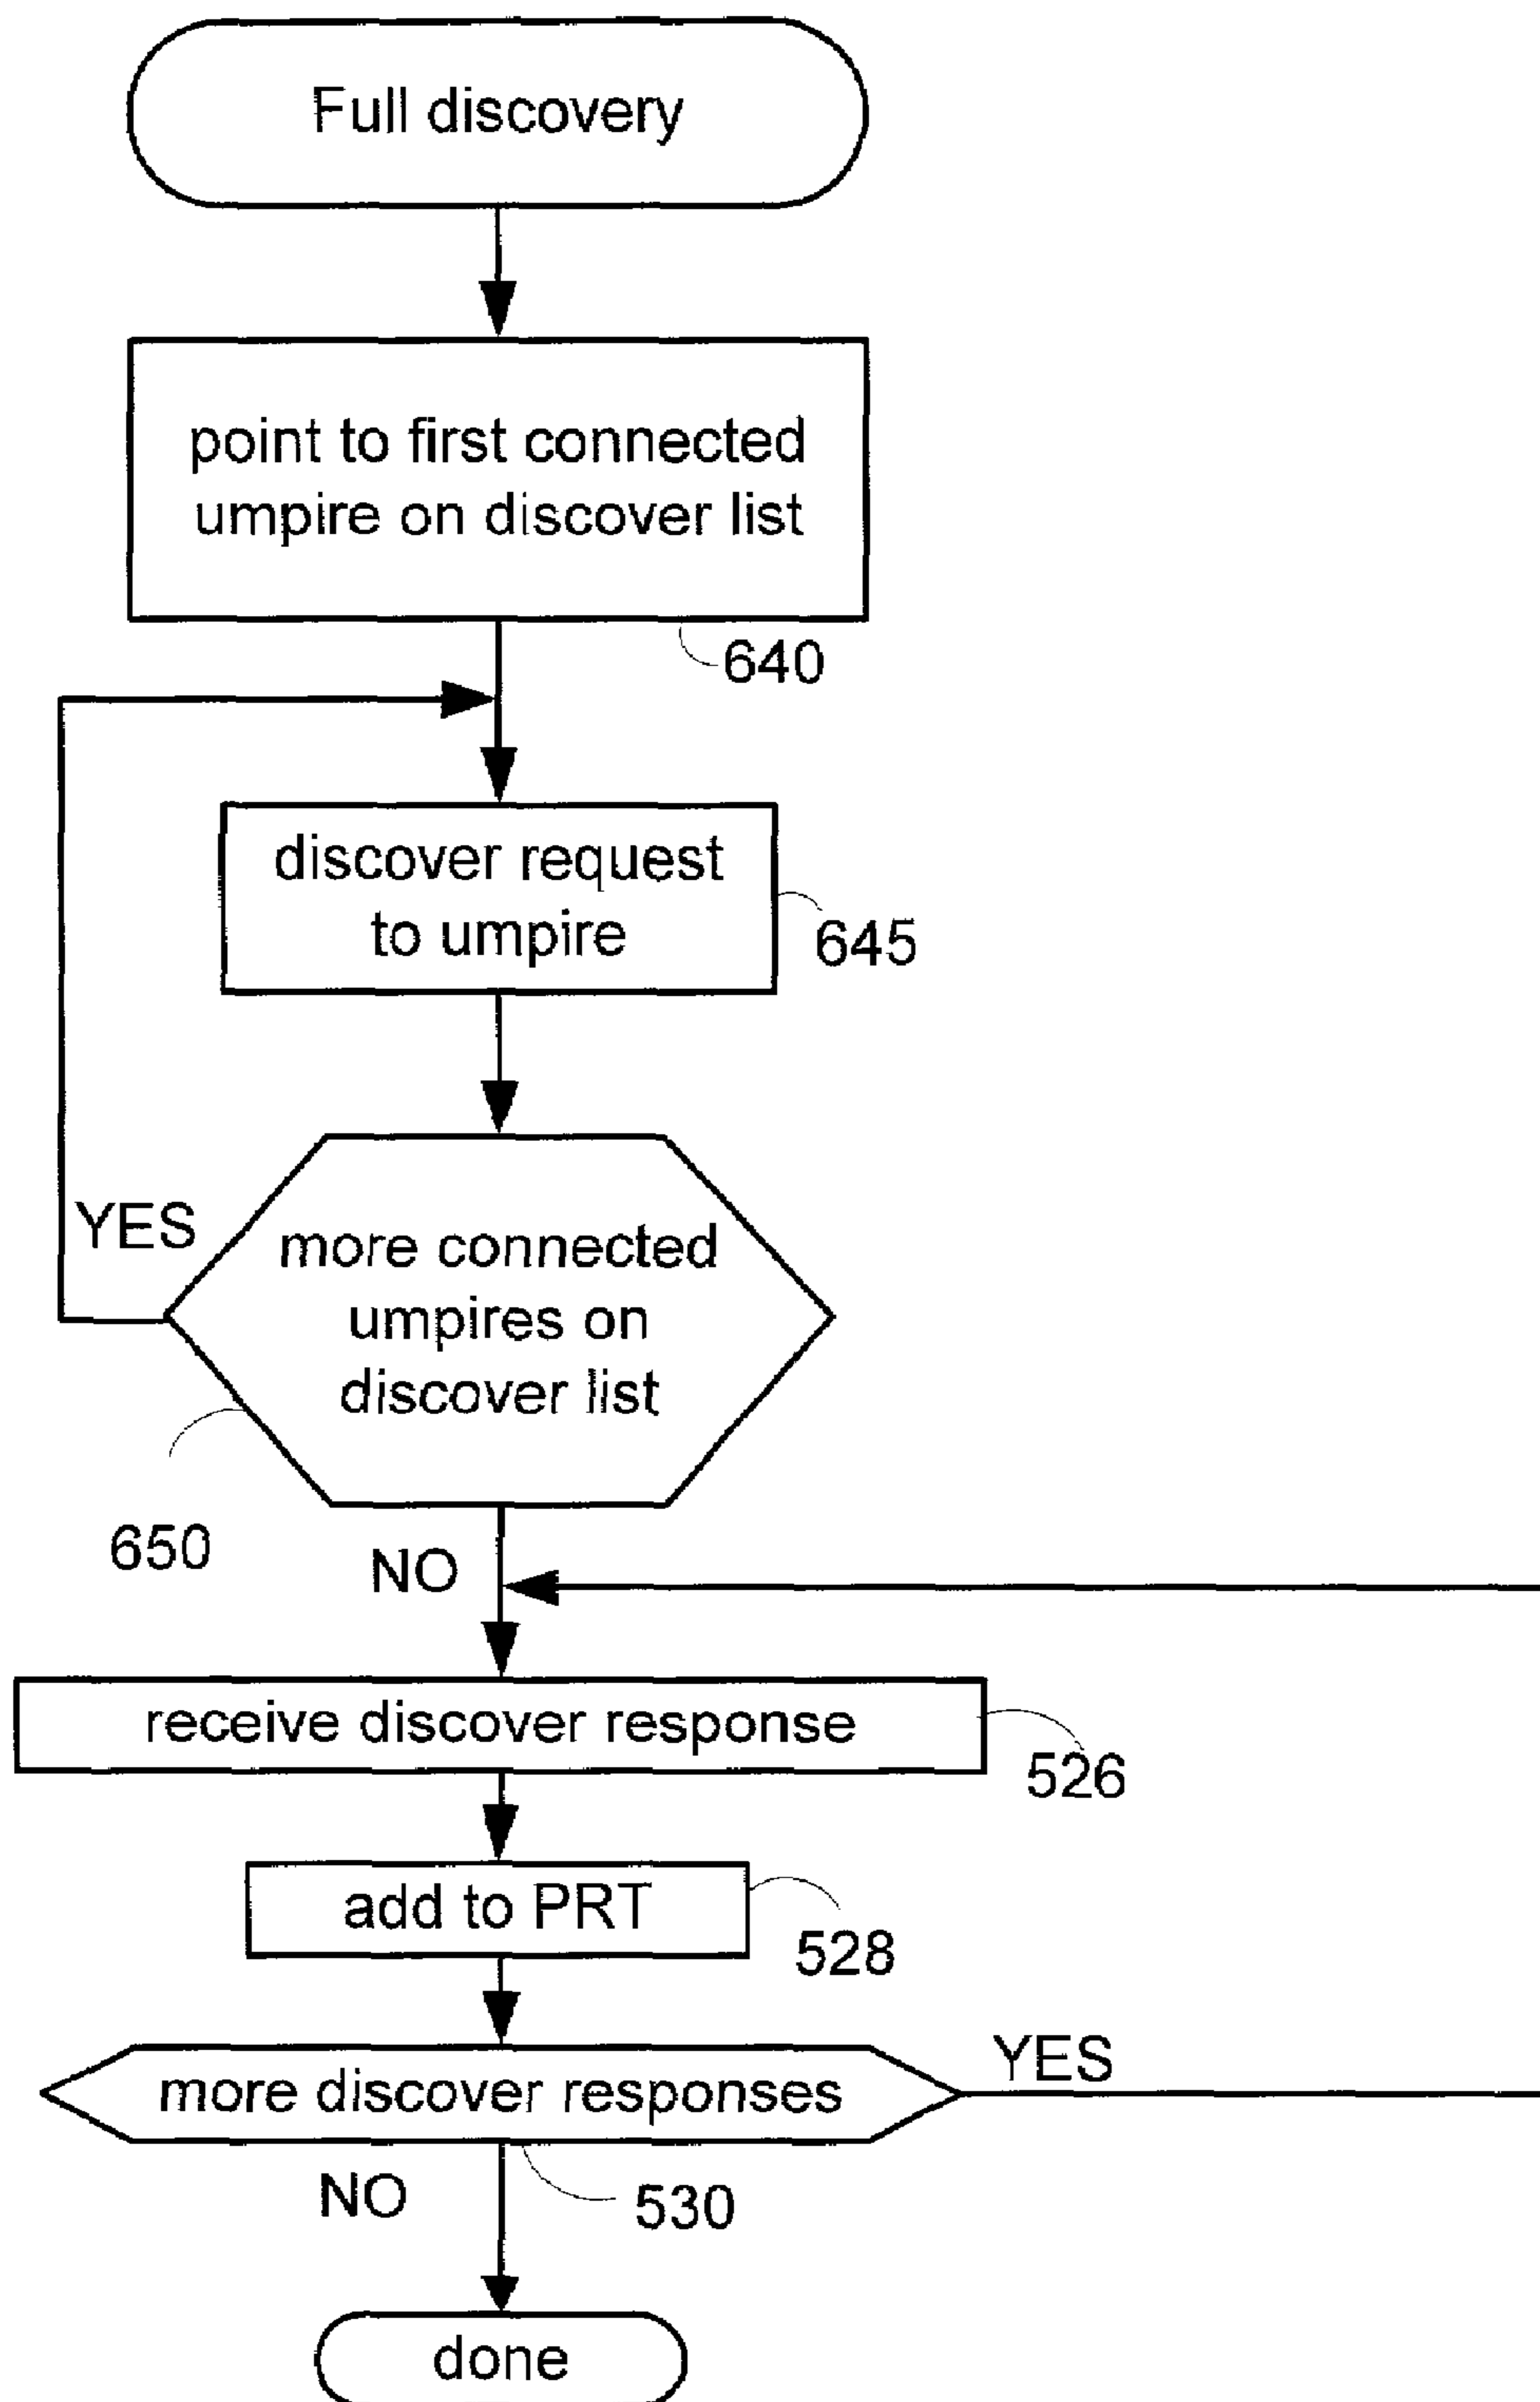 Full discovery
point to first connected
umpire on discover list
640
discover request
to umpire
645
YES
more connected
umpires on
discover list
650
NO
receive discover response
526
add to PRT
528
YES
more discover responses
NO
530
done